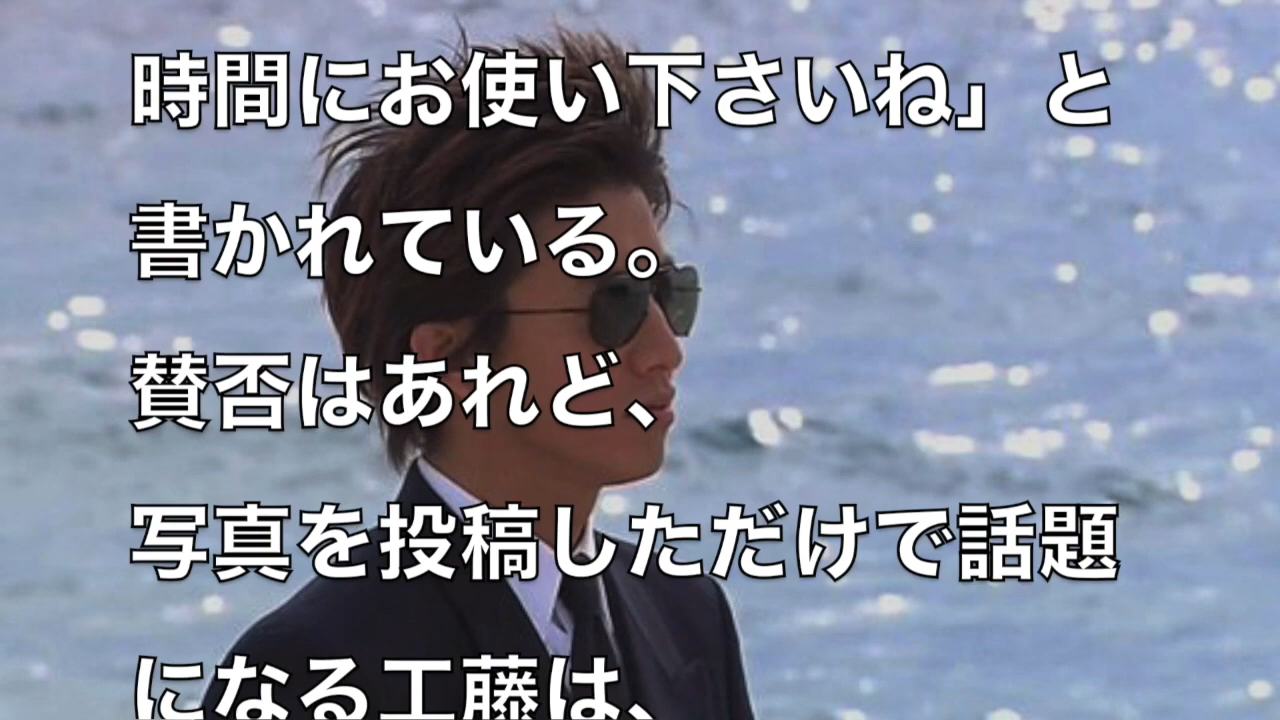 時間にお使い下さいね」と
書かれている。
賛否はあれど、
写真を投稿しただけで話題
になる工藤は、